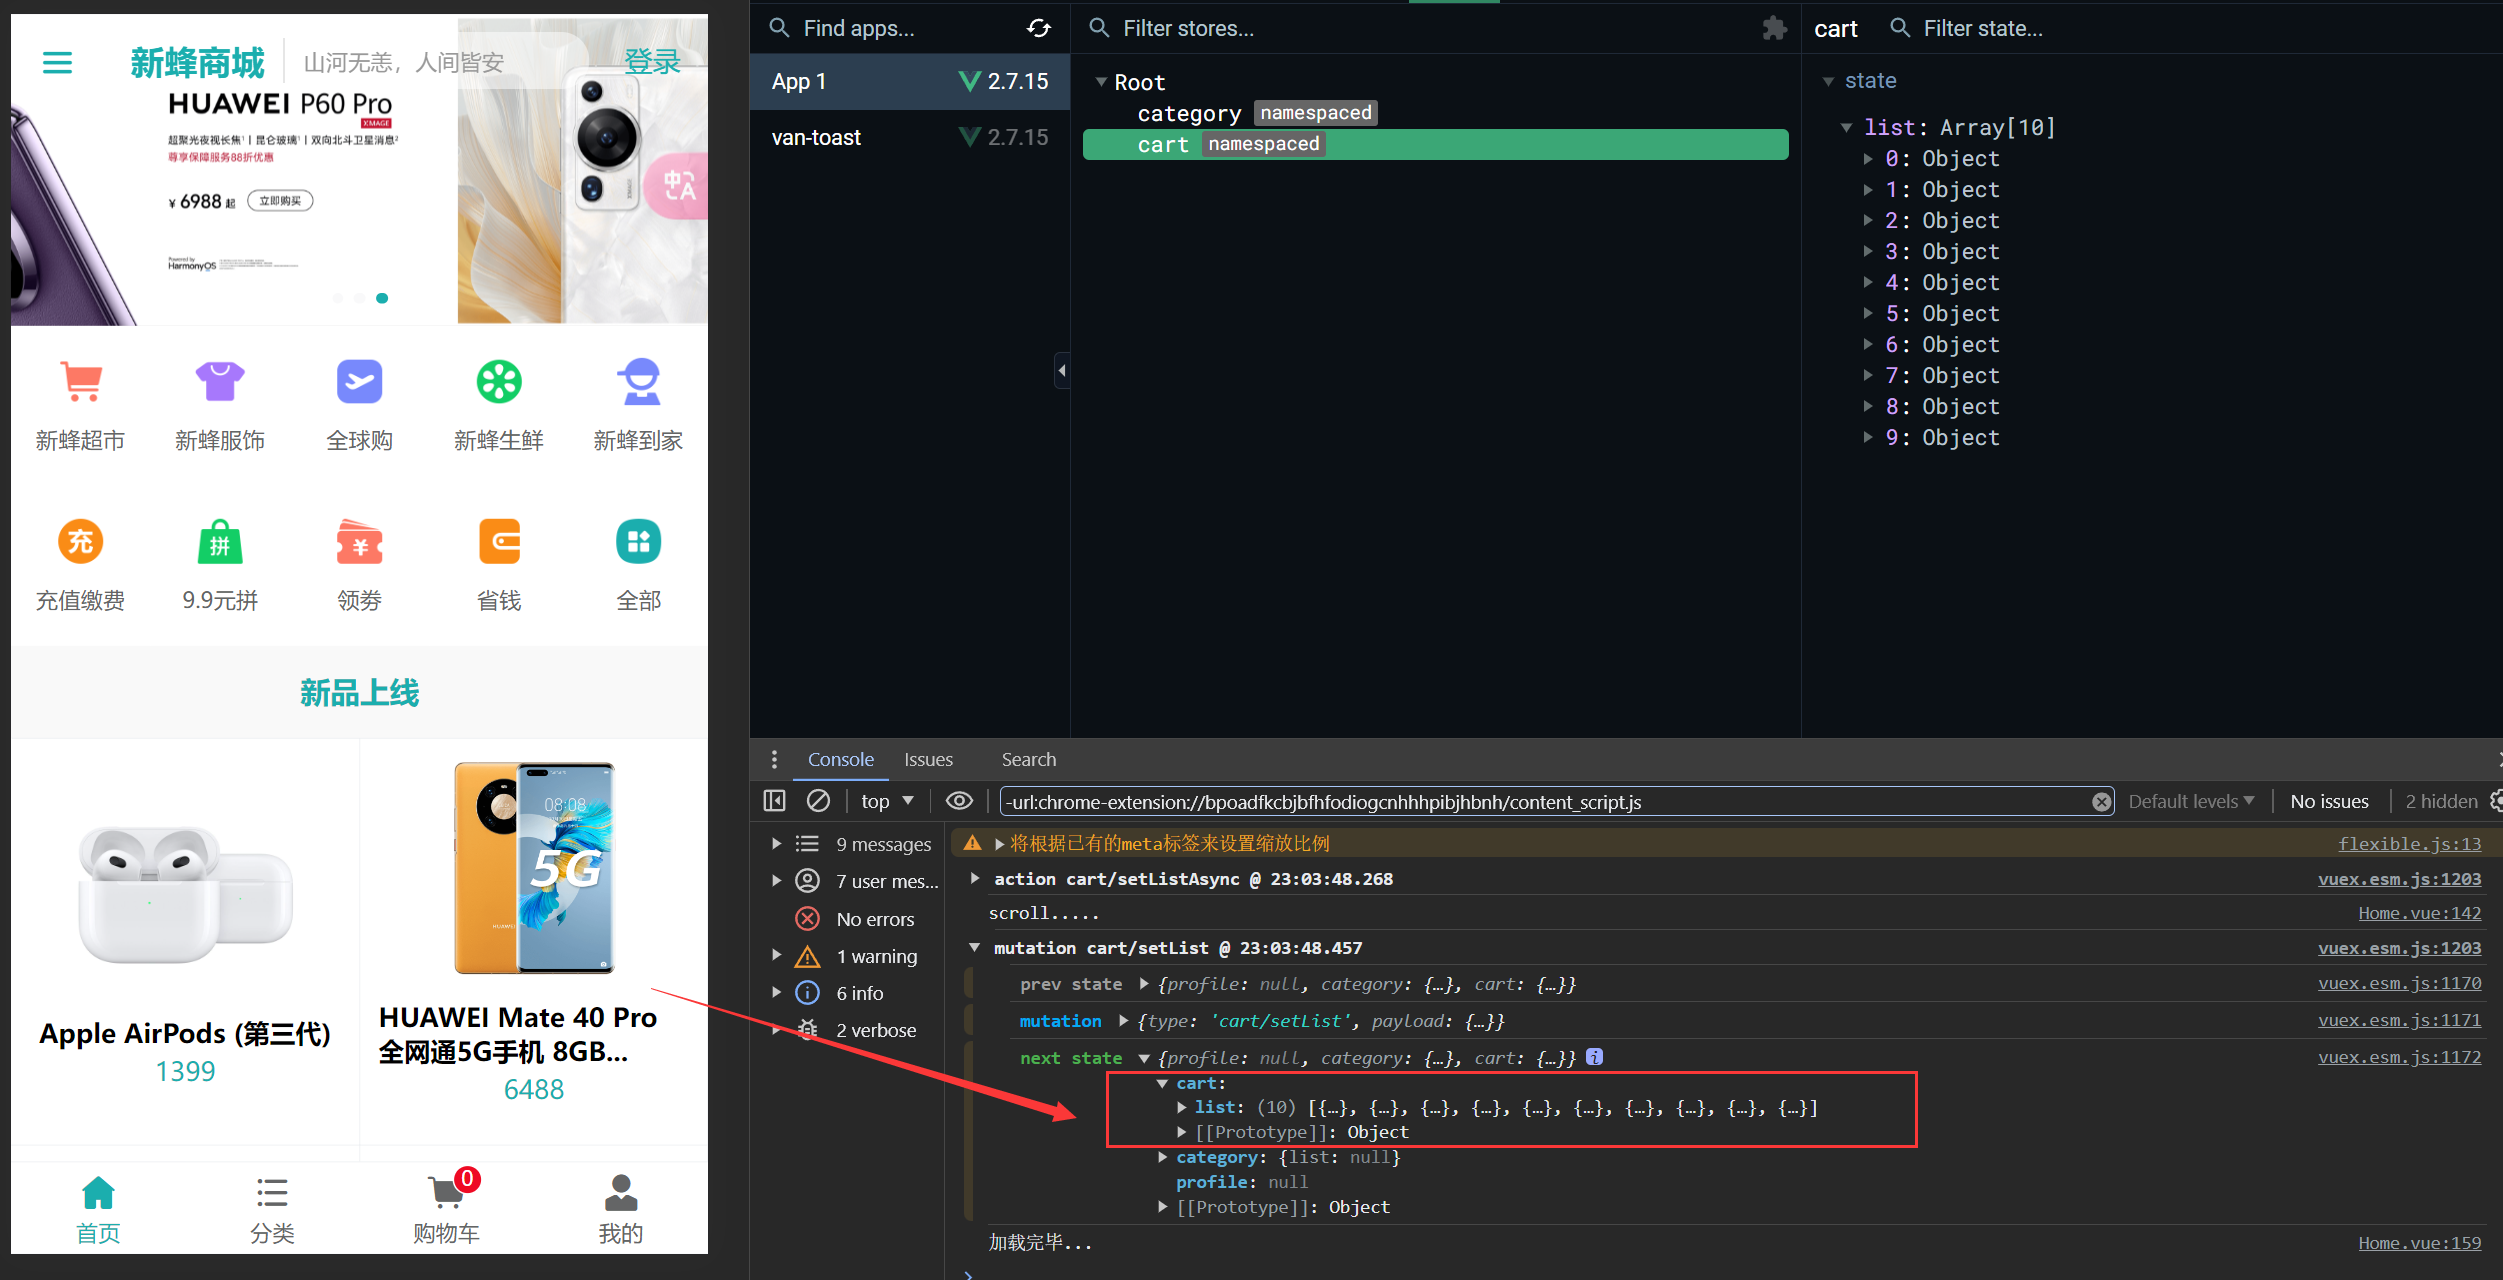 新蜂商城
山河无恙，人间皆安
登录
HUAWEI P60 Pro
XMAGE
超聚光夜视长焦¹ | 昆仑玻璃¹ | 双向北斗卫星消息²
尊享保障服务88折优惠
¥ 6988 起
立即购买
Powered by
HarmonyOS
中 A
新蜂超市
新蜂服饰
全球购
新蜂生鲜
新蜂到家
充
拼
¥
充值缴费
9.9元拼
领劵
省钱
全部
新品上线
08:08
5G
HUAWEI
Apple AirPods (第三代)
1399
HUAWEI Mate 40 Pro
全网通5G手机 8GB...
6488
首页
分类
0
购物车
我的
Find apps...
App 1
2.7.15
van-toast
2.7.15
Filter stores...
Root
category namespaced
cart namespaced
cart
Filter state...
state
list: Array[10]
0: Object
1: Object
2: Object
3: Object
4: Object
5: Object
6: Object
7: Object
8: Object
9: Object
Console
Issues
Search
top
-url:chrome-extension://bpoadfkcbjbfhfodiogcnhhhpibjhbnh/content_script.js
Default levels
No issues
2 hidden
9 messages
7 user mes...
No errors
1 warning
6 info
2 verbose
将根据已有的meta标签来设置缩放比例
flexible.js:13
action cart/setListAsync @ 23:03:48.268
vuex.esm.js:1203
scroll.....
Home.vue:142
mutation cart/setList @ 23:03:48.457
vuex.esm.js:1203
prev state {profile: null, category: {…}, cart: {…}}
vuex.esm.js:1170
mutation {type: 'cart/setList', payload: {…}}
vuex.esm.js:1171
next state {profile: null, category: {…}, cart: {…}} i
vuex.esm.js:1172
cart:
list: (10) [{…}, {…}, {…}, {…}, {…}, {…}, {…}, {…}, {…}, {…}]
[[Prototype]]: Object
category: {list: null}
profile: null
[[Prototype]]: Object
加载完毕...
Home.vue:159